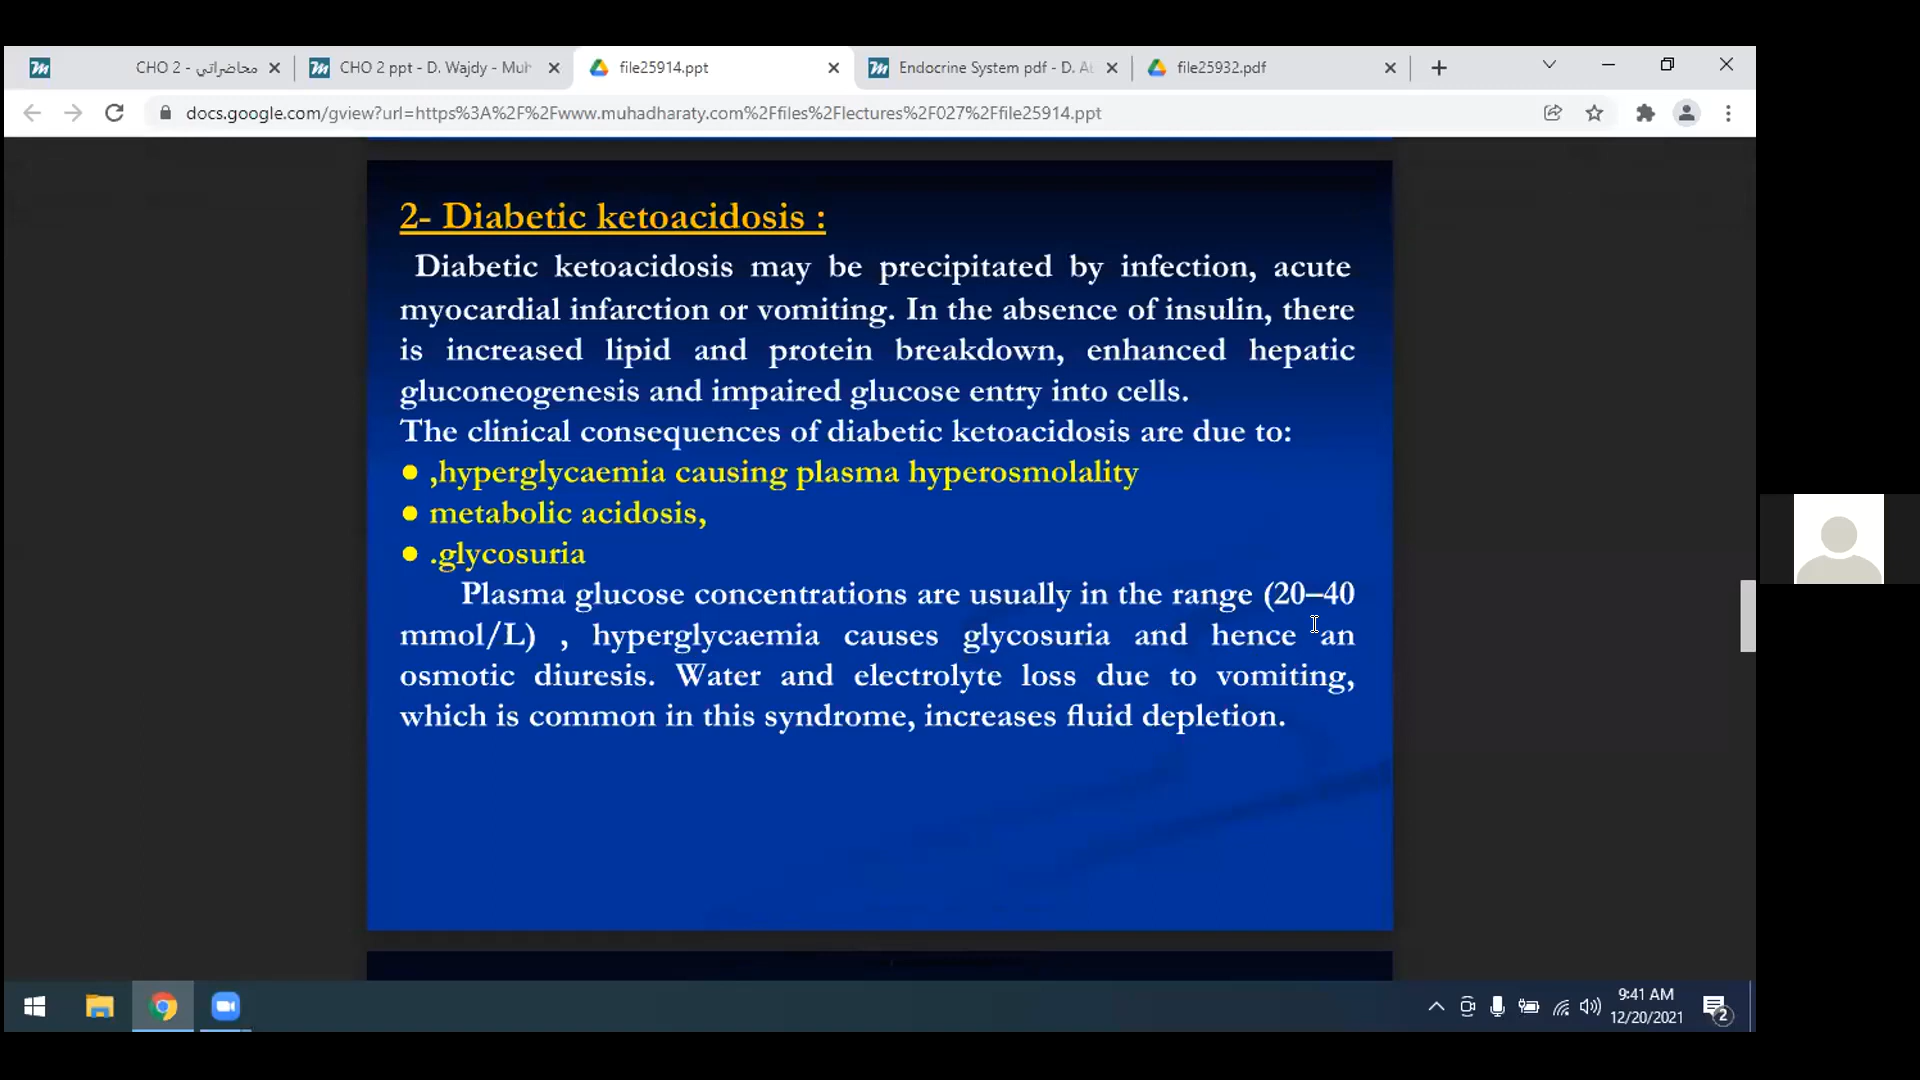 CHO 2 - محاضراتي
CHO 2 ppt - D. Wajdy - Muh
file25914.ppt
Endocrine System pdf - D. A
file25932.pdf
docs.google.com/gview?url=https%3A%2F%2Fwww.muhadharaty.com%2Ffiles%2Flectures%2F027%2Ffile25914.ppt
2- Diabetic ketoacidosis :
Diabetic ketoacidosis may be precipitated by infection, acute
myocardial infarction or vomiting. In the absence of insulin, there
is increased lipid and protein breakdown, enhanced hepatic
gluconeogenesis and impaired glucose entry into cells.
The clinical consequences of diabetic ketoacidosis are due to:
● ,hyperglycaemia causing plasma hyperosmolality
● metabolic acidosis,
● .glycosuria
Plasma glucose concentrations are usually in the range (20–40
mmol/L) , hyperglycaemia causes glycosuria and hence an
osmotic diuresis. Water and electrolyte loss due to vomiting,
which is common in this syndrome, increases fluid depletion.
9:41 AM
12/20/2021
2